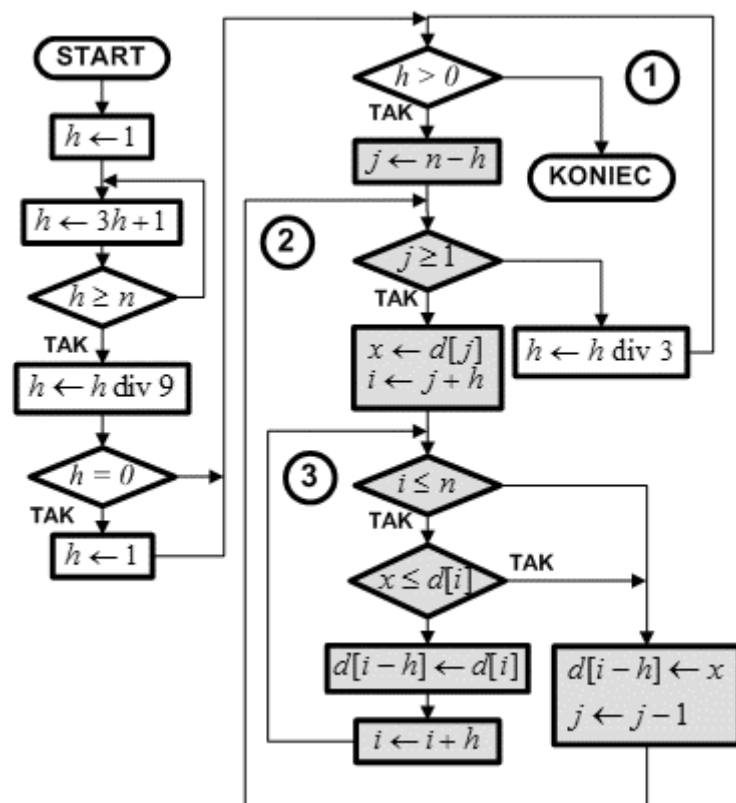 START
h ← 1
h ← 3h + 1
h ≥ n
TAK
h ← h div 9
h = 0
TAK
h ← 1
h > 0
TAK
1
j ← n − h
KONIEC
2
j ≥ 1
TAK
x ← d[j]
i ← j + h
h ← h div 3
3
i ≤ n
TAK
x ≤ d[i]
TAK
d[i − h] ← d[i]
i ← i + h
d[i − h] ← x
j ← j − 1